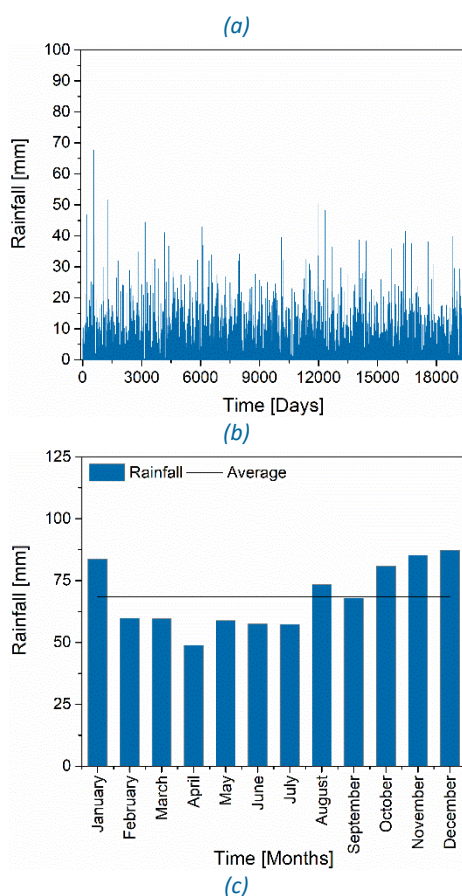 (a)
100
90
80
70
60
50
40
30
20
10
0
Rainfall [mm]
0 3000 6000 9000 12000 15000 18000
Time [Days]
(b)
125
100
75
50
25
0
Rainfall [mm]
Rainfall Average
January February March April May June July August September October November December
Time [Months]
(c)